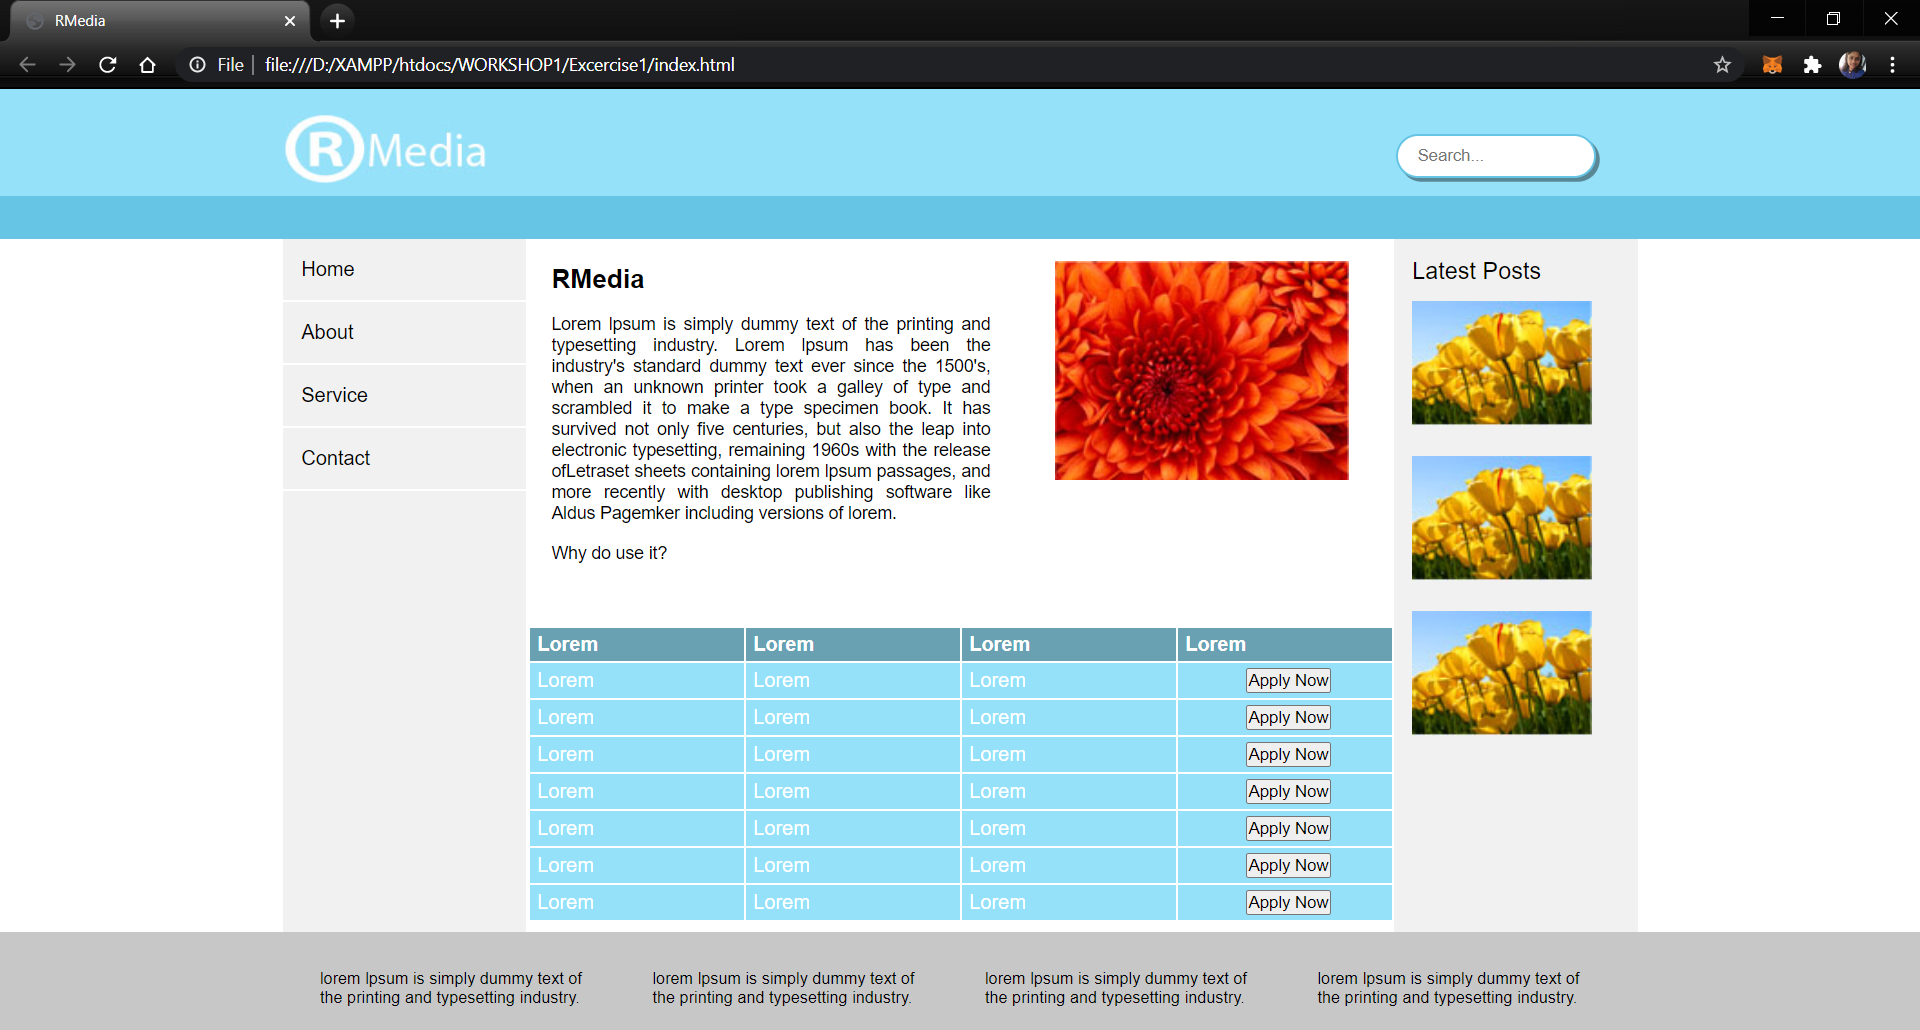 RMedia
File
file:///D:/XAMPP/htdocs/WORKSHOP1/Excercise1/index.html
® Media
Search...
Home
About
Service
Contact
RMedia
Lorem Ipsum is simply dummy text of the printing and
typesetting industry. Lorem Ipsum has been the
industry's standard dummy text ever since the 1500's,
when an unknown printer took a galley of type and
scrambled it to make a type specimen book. It has
survived not only five centuries, but also the leap into
electronic typesetting, remaining 1960s with the release
ofLetraset sheets containing lorem Ipsum passages, and
more recently with desktop publishing software like
Aldus Pagemker including versions of lorem.
Why do use it?
Lorem Lorem Lorem Lorem
Lorem Lorem Lorem Apply Now
Lorem Lorem Lorem Apply Now
Lorem Lorem Lorem Apply Now
Lorem Lorem Lorem Apply Now
Lorem Lorem Lorem Apply Now
Lorem Lorem Lorem Apply Now
Lorem Lorem Lorem Apply Now
Latest Posts
lorem Ipsum is simply dummy text of
the printing and typesetting industry.
lorem Ipsum is simply dummy text of
the printing and typesetting industry.
lorem Ipsum is simply dummy text of
the printing and typesetting industry.
lorem Ipsum is simply dummy text of
the printing and typesetting industry.